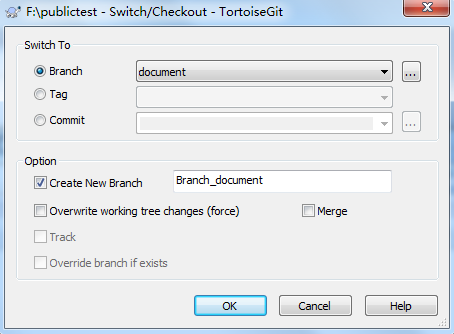 F:\publictest - Switch/Checkout - TortoiseGit
Switch To
Branch
document
...
Tag
Commit
...
Option
Create New Branch
Branch_document
Overwrite working tree changes (force)
Merge
Track
Override branch if exists
OK
Cancel
Help